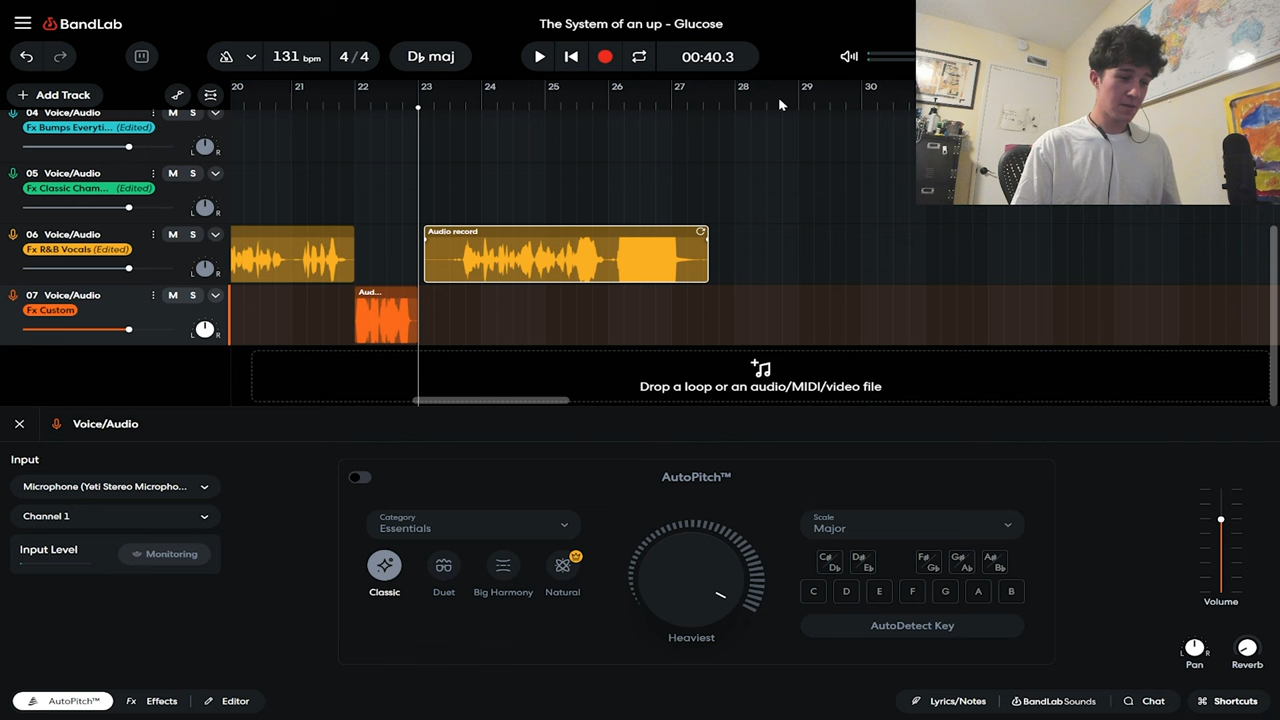 BandLab
The System of an up - Glucose
131 bpm
4/4
D♭ maj
00:40.3
Add Track
20
21
22
23
24
25
26
27
28
29
30
04 Voice/Audio
M S
Fx Bumps Everyti... (Edited)
L R
05 Voice/Audio
M S
Fx Classic Cham... (Edited)
L R
06 Voice/Audio
M S
Fx R&B Vocals (Edited)
L R
Audio record
07 Voice/Audio
M S
Fx Custom
L R
Aud...
Drop a loop or an audio/MIDI/video file
Voice/Audio
Input
Microphone (Yeti Stereo Micropho...
Channel 1
Input Level
Monitoring
AutoPitch™
Category
Essentials
Classic
Duet
Big Harmony
Natural
Heaviest
Scale
Major
C# D♭
D# E♭
F# G♭
G# A♭
A# B♭
C D E F G A B
AutoDetect Key
Volume
L R
Pan
Reverb
AutoPitch™
Fx Effects
Editor
Lyrics/Notes
BandLab Sounds
Chat
Shortcuts